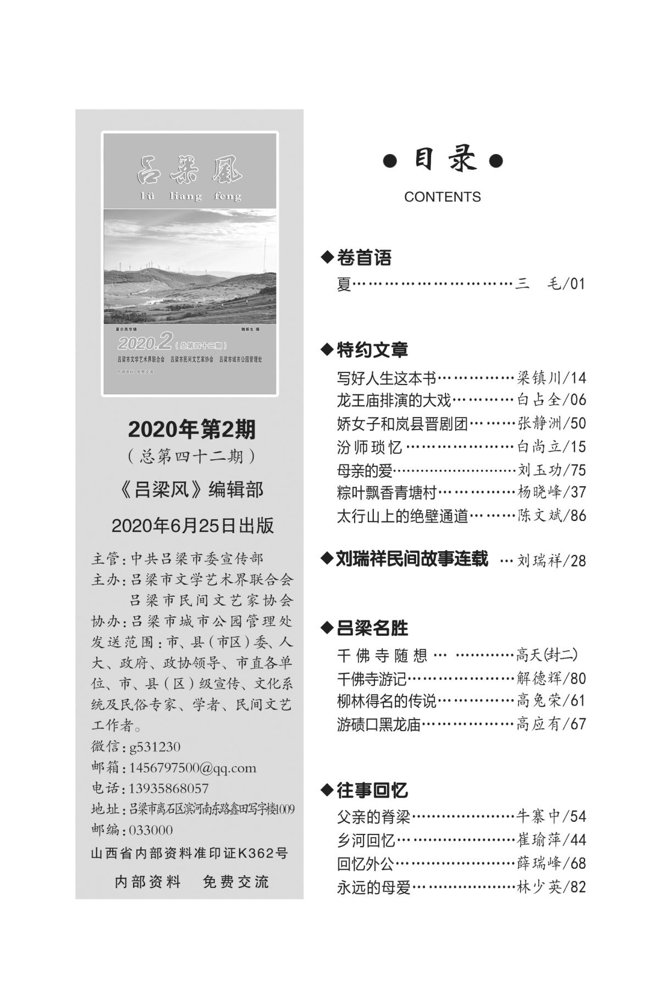 吕梁风
lü liang feng
夏日西华镇 魏新生 摄
2020.2（总第四十二期）
吕梁市文学艺术界联合会 吕梁市民间文艺家协会 吕梁市城市公园管理处
内部资料 免费交流
2020年第2期
（总第四十二期）
《吕梁风》编辑部
2020年6月25日出版
主管:中共吕梁市委宣传部
主办:吕梁市文学艺术界联合会
吕梁市民间文艺家协会
协办:吕梁市城市公园管理处
发送范围:市、县（市区）委、人
大、政府、政协领导、市直各单
位、市、县（区）级宣传、文化系
统及民俗专家、学者、民间文艺
工作者。
微信:g531230
邮箱:1456797500@qq.com
电话:13935868057
地址:吕梁市离石区滨河南东路鑫田写字楼1009
邮编:033000
山西省内部资料准印证K362号
内部资料 免费交流
●目录●
CONTENTS
◆卷首语
夏…………………………三 毛/01
◆特约文章
写好人生这本书……………梁镇川/14
龙王庙排演的大戏…………白占全/06
娇女子和岚县晋剧团………张静洲/50
汾师琐忆…………………白尚立/15
母亲的爱………………………刘玉功/75
粽叶飘香青塘村……………杨晓峰/37
太行山上的绝壁通道………陈文斌/86
◆刘瑞祥民间故事连载 …刘瑞祥/28
◆吕梁名胜
千佛寺随想… …………高天(封二)
千佛寺游记…………………解德辉/80
柳林得名的传说……………高兔荣/61
游碛口黑龙庙………………高应有/67
◆往事回忆
父亲的脊梁…………………牛寨中/54
乡河回忆… ………………崔瑜萍/44
回忆外公……………………薛瑞峰/68
永远的母爱… ……………林少英/82